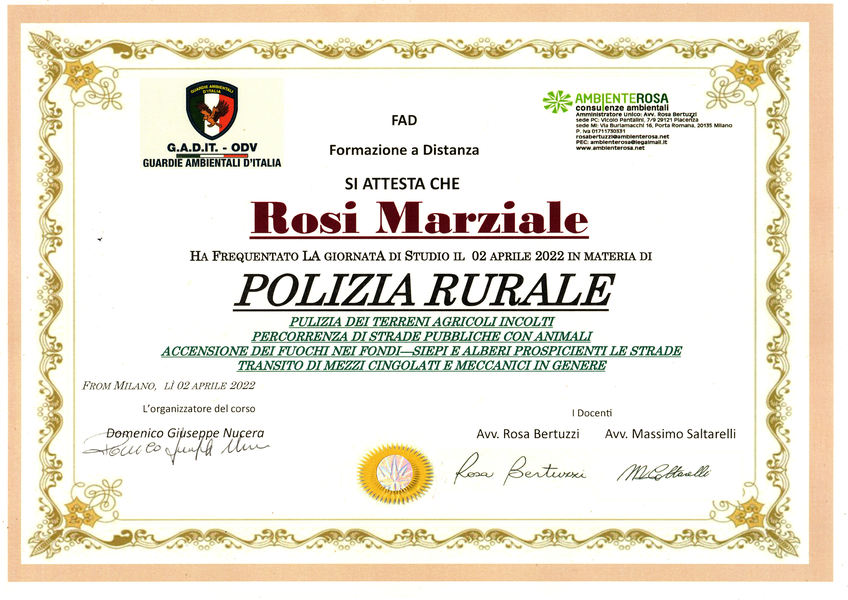 GUARDIE AMBIENTALI
D'ITALIA
G.A.D.IT. - ODV
GUARDIE AMBIENTALI D'ITALIA
FAD
Formazione a Distanza
AMBIENTEROSA
consulenze ambientali
Amministratore Unico: Avv. Rosa Bertuzzi
sede PC: Vicolo Pantalini, 7/9 29121 Piacenza
sede MI: Via Burlamacchi 16, Porta Romana, 20135 Milano
P. Iva 01711730331
rosabertuzzi@ambienterosa.net
PEC: ambienterosa@legalmail.it
www.ambienterosa.net
SI ATTESTA CHE
Rosi Marziale
HA FREQUENTATO LA GIORNATA DI STUDIO IL 02 APRILE 2022 IN MATERIA DI
POLIZIA RURALE
PULIZIA DEI TERRENI AGRICOLI INCOLTI
PERCORRENZA DI STRADE PUBBLICHE CON ANIMALI
ACCENSIONE DEI FUOCHI NEI FONDI—SIEPI E ALBERI PROSPICIENTI LE STRADE
TRANSITO DI MEZZI CINGOLATI E MECCANICI IN GENERE
FROM MILANO, LÌ 02 APRILE 2022
L'organizzatore del corso
Domenico Giuseppe Nucera
I Docenti
Avv. Rosa Bertuzzi Avv. Massimo Saltarelli
Rosa Bertuzzi